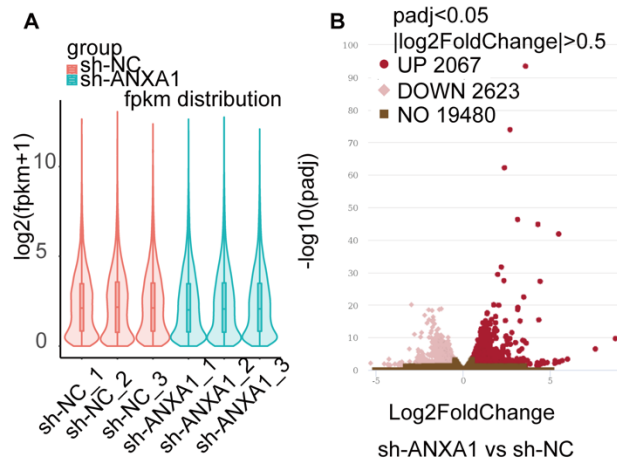 A
group
sh-NC
sh-ANXA1
fpkm distribution
log2(fpkm+1)
10
5
0
sh-NC_1
sh-NC_2
sh-NC_3
sh-ANXA1_1
sh-ANXA1_2
sh-ANXA1_3
B
padj<0.05
|log2FoldChange|>0.5
UP 2067
DOWN 2623
NO 19480
-log10(padj)
100
90
80
70
60
50
40
30
20
10
0
-5
0
5
Log2FoldChange
sh-ANXA1 vs sh-NC